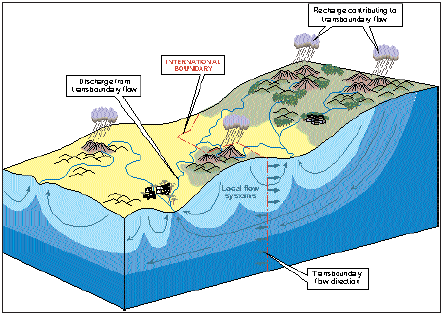 Recharge contributing to
transboundary flow
INTERNATIONAL
BOUNDARY
Discharge from
transboundary flow
Local flow
systems
Transboundary
flow direction